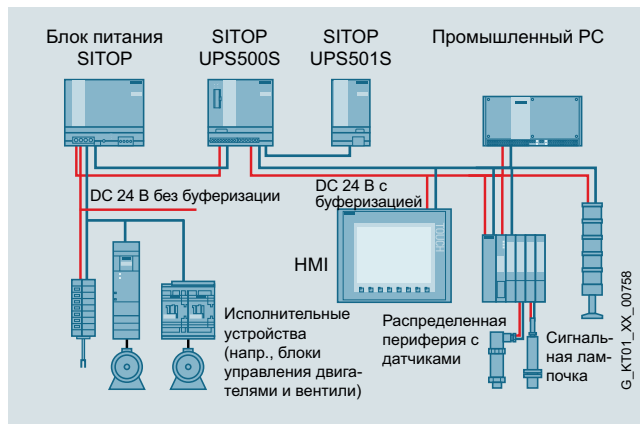 Блок питания
SITOP
SITOP
UPS500S
SITOP
UPS501S
Промышленный PC
DC 24 В без буферизации
DC 24 В с
буферизацией
HMI
Исполнительные
устройства
(напр., блоки
управления двига-
телями и вентили)
Распределенная
периферия с
датчиками
Сигналь-
ная лам-
почка
G_KT01_XX_00758